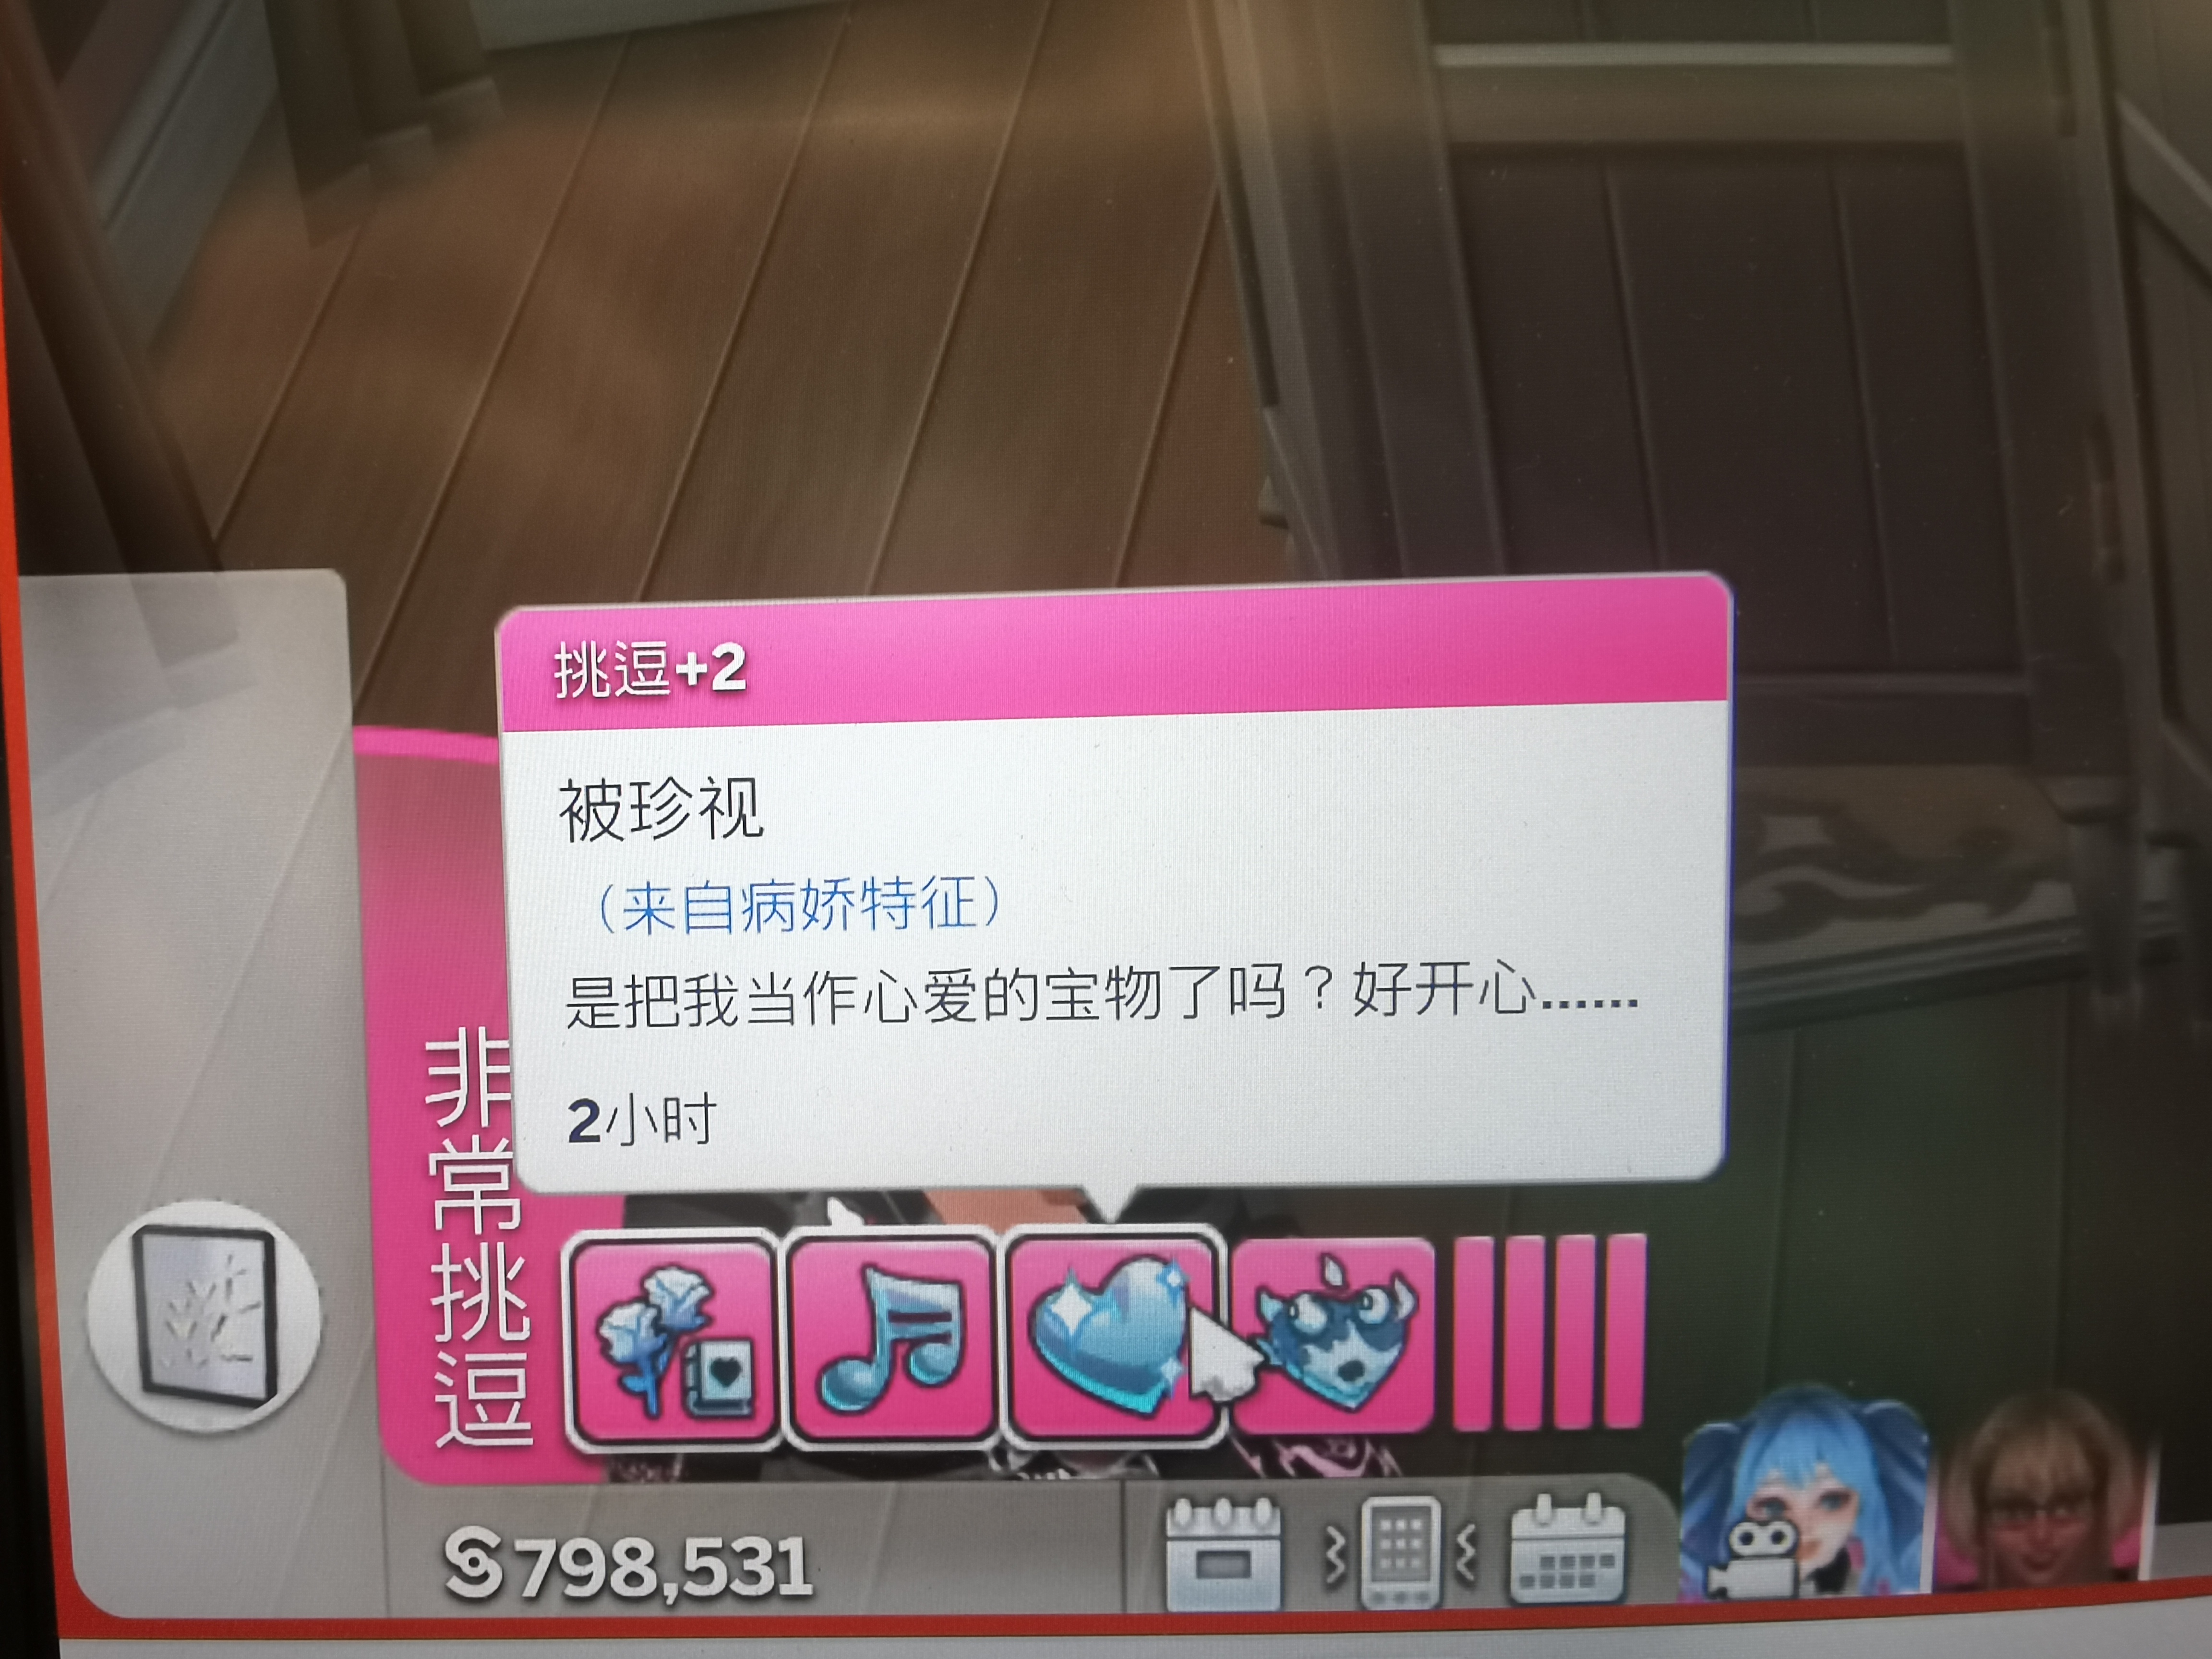 挑逗+2
被珍视
（来自病娇特征）
是把我当作心爱的宝物了吗？好开心......
2小时
非常挑逗
798,531